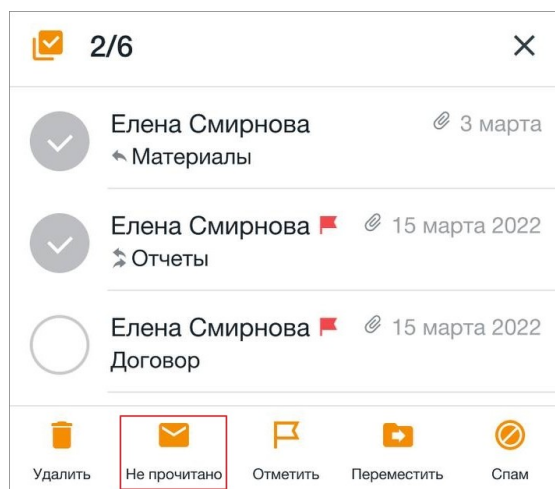 2/6
Елена Смирнова 3 марта
Материалы
Елена Смирнова 15 марта 2022
Отчеты
Елена Смирнова 15 марта 2022
Договор
Удалить Не прочитано Отметить Переместить Спам